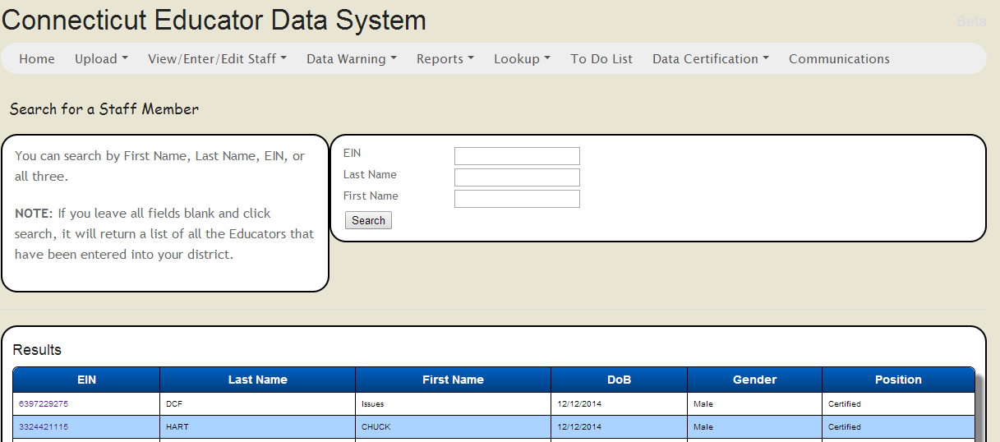 Connecticut Educator Data System
Beta
Home Upload View/Enter/Edit Staff Data Warning Reports Lookup To Do List Data Certification Communications
Search for a Staff Member
You can search by First Name, Last Name, EIN, or
all three.
NOTE: If you leave all fields blank and click
search, it will return a list of all the Educators that
have been entered into your district.
EIN
Last Name
First Name
Search
Results
EIN Last Name First Name DoB Gender Position
6397229275 DCF Issues 12/12/2014 Male Certified
3324421115 HART CHUCK 12/12/2014 Male Certified